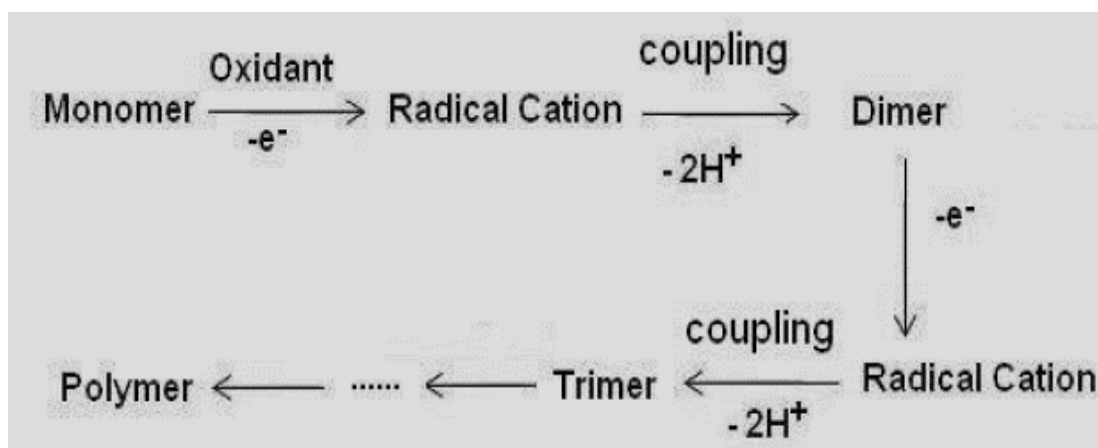 Oxidant
coupling
Monomer
Radical Cation
Dimer
-e⁻
- 2H⁺
-e⁻
coupling
Polymer
......
Trimer
Radical Cation
- 2H⁺